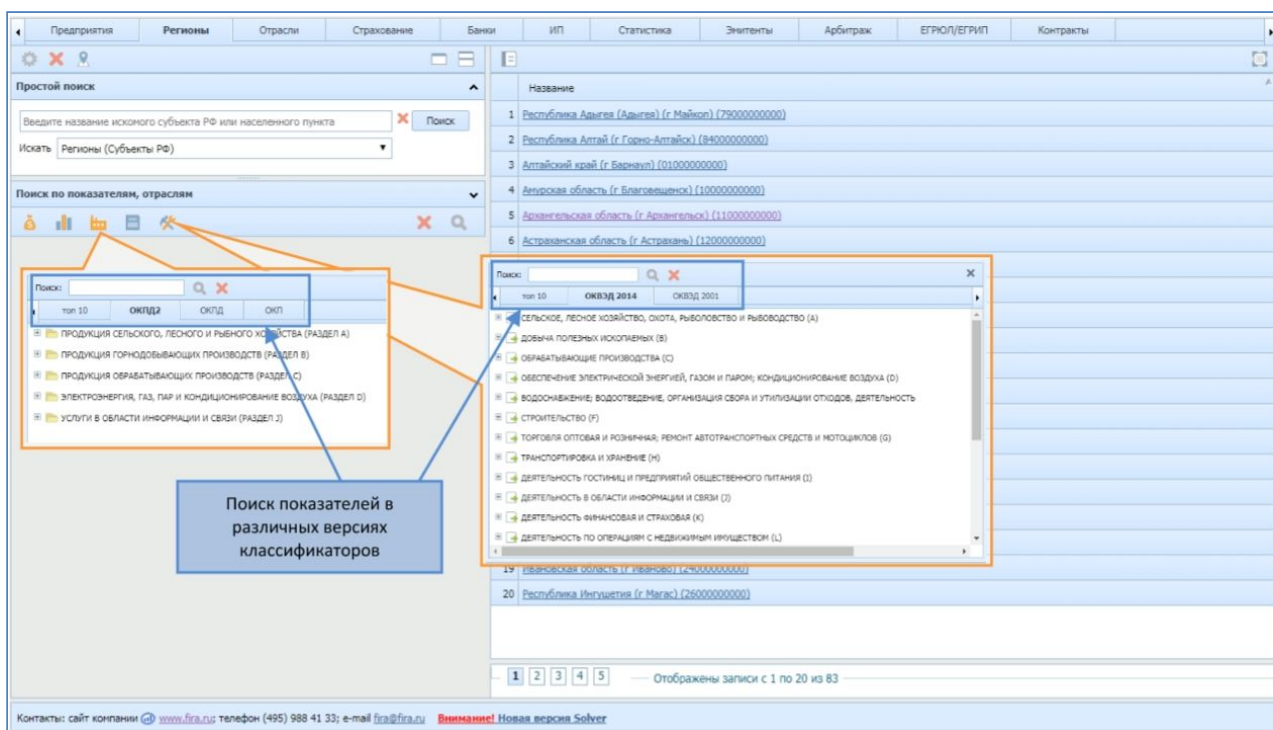 Предприятия Регионы Отрасли Страхование Банки ИП Статистика Эмитенты Арбитраж ЕГРЮЛ/ЕГРИП Контракты
Простой поиск
Введите название искомого субъекта РФ или населенного пункта Поиск
Искать Регионы (Субъекты РФ)
Поиск по показателям, отраслям
Поиск:
топ 10 ОКПД2 ОКПД ОКП
ПРОДУКЦИЯ СЕЛЬСКОГО, ЛЕСНОГО И РЫБНОГО ХОЗЯЙСТВА (РАЗДЕЛ A)
ПРОДУКЦИЯ ГОРНОДОБЫВАЮЩИХ ПРОИЗВОДСТВ (РАЗДЕЛ B)
ПРОДУКЦИЯ ОБРАБАТЫВАЮЩИХ ПРОИЗВОДСТВ (РАЗДЕЛ C)
ЭЛЕКТРОЭНЕРГИЯ, ГАЗ, ПАР И КОНДИЦИОНИРОВАНИЕ ВОЗДУХА (РАЗДЕЛ D)
УСЛУГИ В ОБЛАСТИ ИНФОРМАЦИИ И СВЯЗИ (РАЗДЕЛ J)
Поиск показателей в
различных версиях
классификаторов
Название
1 Республика Адыгея (Адыгея) (г Майкоп) (79000000000)
2 Республика Алтай (г Горно-Алтайск) (84000000000)
3 Алтайский край (г Барнаул) (01000000000)
4 Амурская область (г Благовещенск) (10000000000)
5 Архангельская область (г Архангельск) (11000000000)
6 Астраханская область (г Астрахань) (12000000000)
Поиск:
топ 10 ОКВЭД 2014 ОКВЭД 2001
СЕЛЬСКОЕ, ЛЕСНОЕ ХОЗЯЙСТВО, ОХОТА, РЫБОЛОВСТВО И РЫБОВОДСТВО (A)
ДОБЫЧА ПОЛЕЗНЫХ ИСКОПАЕМЫХ (B)
ОБРАБАТЫВАЮЩИЕ ПРОИЗВОДСТВА (C)
ОБЕСПЕЧЕНИЕ ЭЛЕКТРИЧЕСКОЙ ЭНЕРГИЕЙ, ГАЗОМ И ПАРОМ; КОНДИЦИОНИРОВАНИЕ ВОЗДУХА (D)
ВОДОСНАБЖЕНИЕ; ВОДООТВЕДЕНИЕ, ОРГАНИЗАЦИЯ СБОРА И УТИЛИЗАЦИИ ОТХОДОВ, ДЕЯТЕЛЬНОСТЬ
СТРОИТЕЛЬСТВО (F)
ТОРГОВЛЯ ОПТОВАЯ И РОЗНИЧНАЯ; РЕМОНТ АВТОТРАНСПОРТНЫХ СРЕДСТВ И МОТОЦИКЛОВ (G)
ТРАНСПОРТИРОВКА И ХРАНЕНИЕ (H)
ДЕЯТЕЛЬНОСТЬ ГОСТИНИЦ И ПРЕДПРИЯТИЙ ОБЩЕСТВЕННОГО ПИТАНИЯ (I)
ДЕЯТЕЛЬНОСТЬ В ОБЛАСТИ ИНФОРМАЦИИ И СВЯЗИ (J)
ДЕЯТЕЛЬНОСТЬ ФИНАНСОВАЯ И СТРАХОВАЯ (K)
ДЕЯТЕЛЬНОСТЬ ПО ОПЕРАЦИЯМ С НЕДВИЖИМЫМ ИМУЩЕСТВОМ (L)
19 Ивановская область (г Иваново) (24000000000)
20 Республика Ингушетия (г Магас) (26000000000)
1 2 3 4 5 Отображены записи с 1 по 20 из 83
Контакты: сайт компании www.fira.ru; телефон (495) 988 41 33; e-mail fira@fira.ru Внимание! Новая версия Solver